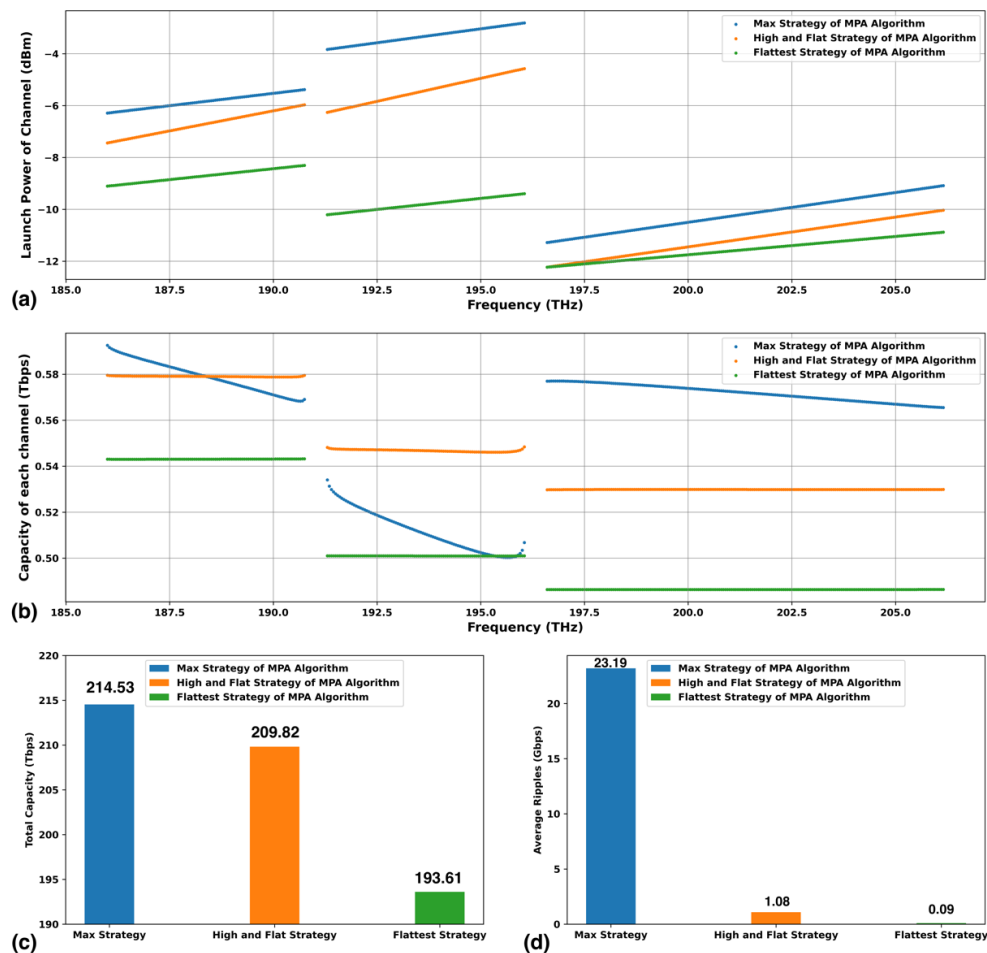 Launch Power of Channel (dBm)
−4
−6
−8
−10
−12
Max Strategy of MPA Algorithm
High and Flat Strategy of MPA Algorithm
Flattest Strategy of MPA Algorithm
185.0 187.5 190.0 192.5 195.0 197.5 200.0 202.5 205.0
Frequency (THz)
(a)
Capacity of each channel (Tbps)
0.58
0.56
0.54
0.52
0.50
Max Strategy of MPA Algorithm
High and Flat Strategy of MPA Algorithm
Flattest Strategy of MPA Algorithm
185.0 187.5 190.0 192.5 195.0 197.5 200.0 202.5 205.0
Frequency (THz)
(b)
Total Capacity (Tbps)
220
215
210
205
200
195
190
Max Strategy of MPA Algorithm
High and Flat Strategy of MPA Algorithm
Flattest Strategy of MPA Algorithm
214.53
209.82
193.61
Max Strategy High and Flat Strategy Flattest Strategy
(c)
Average Ripples (Gbps)
20
15
10
5
0
Max Strategy of MPA Algorithm
High and Flat Strategy of MPA Algorithm
Flattest Strategy of MPA Algorithm
23.19
1.08
0.09
Max Strategy High and Flat Strategy Flattest Strategy
(d)